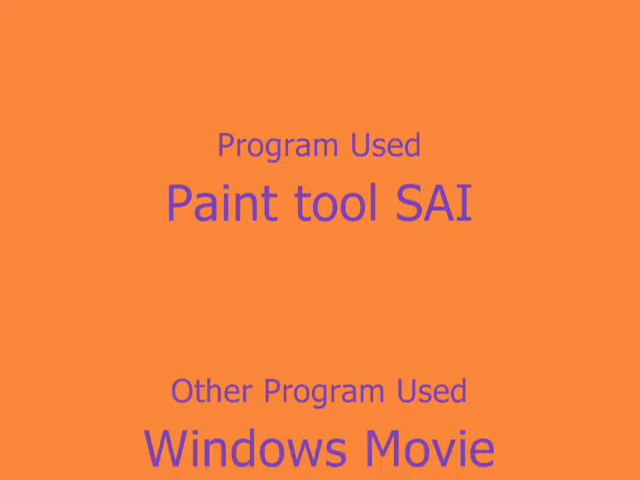 Program Used
Paint tool SAI
Other Program Used
Windows Movie